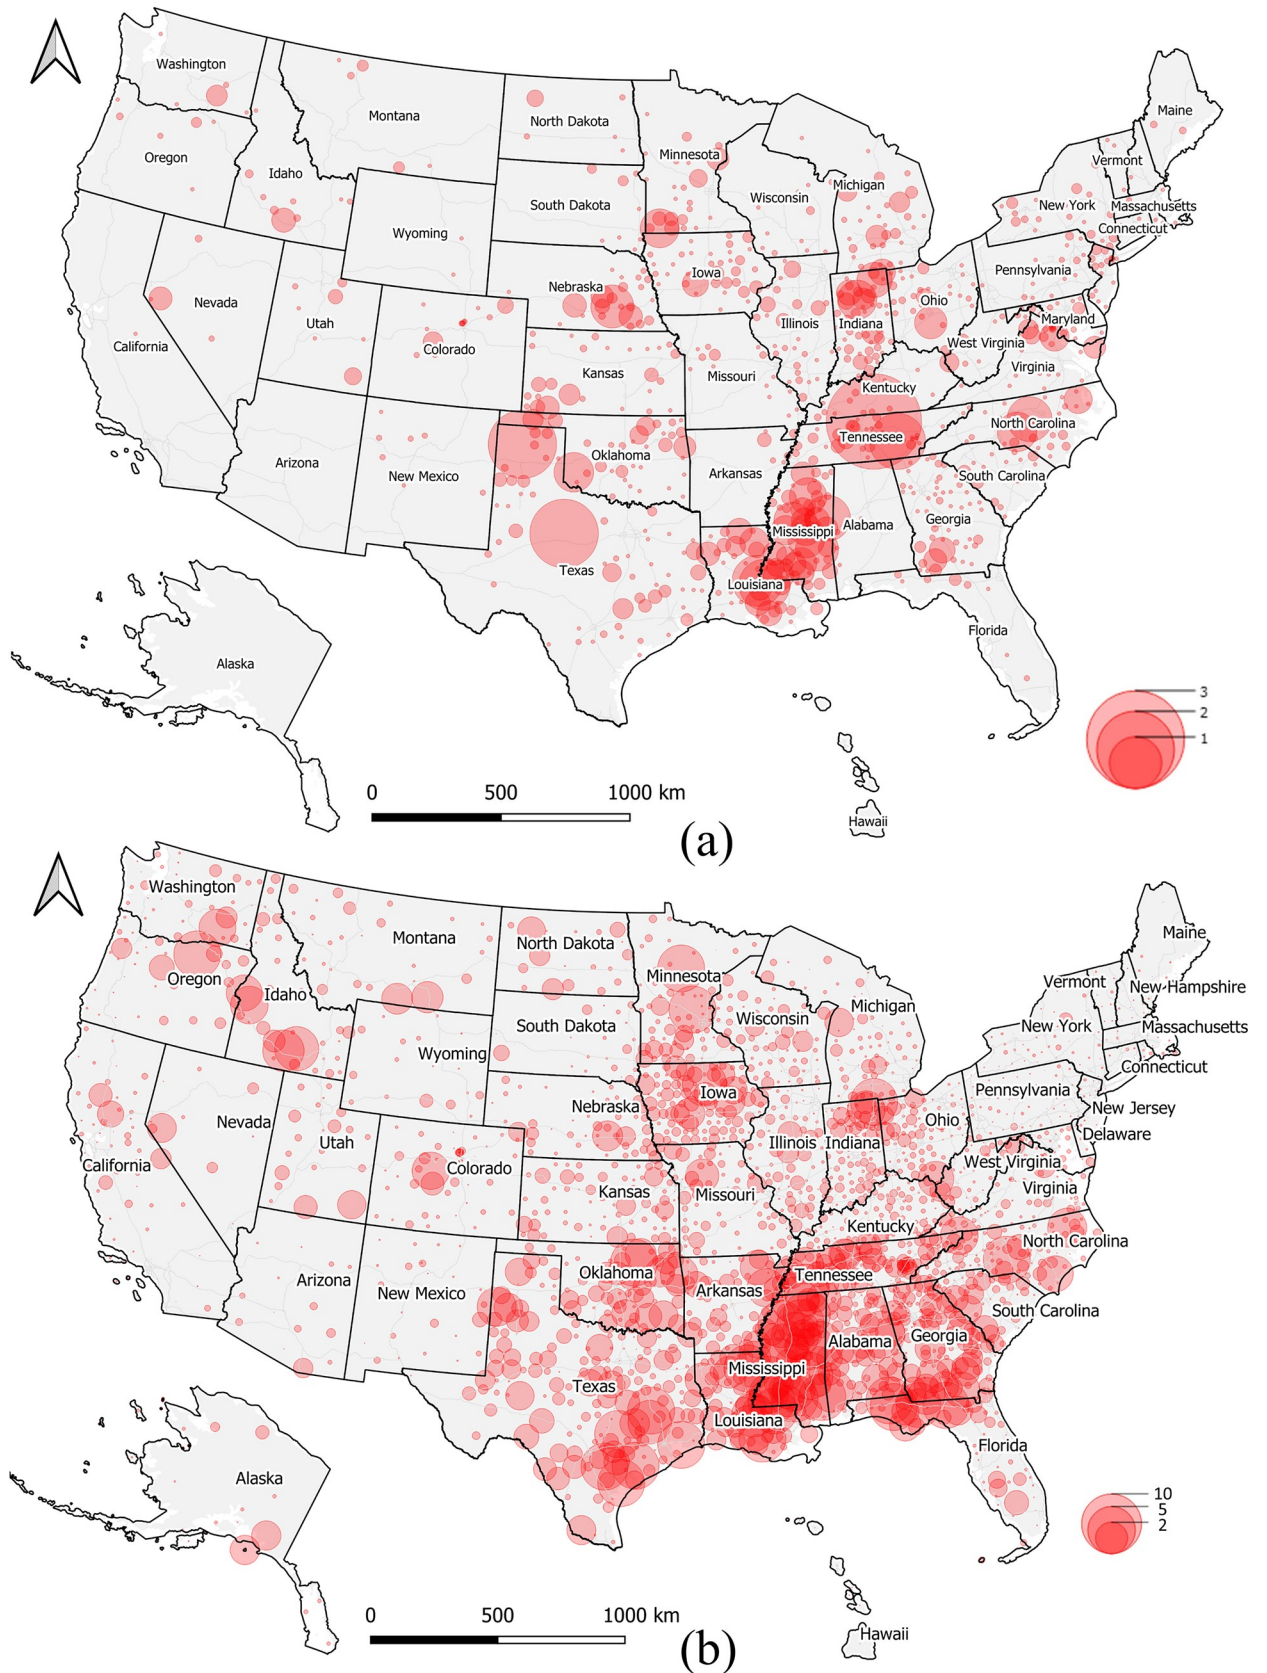 Washington
Montana
North Dakota
Minnesota
Maine
Oregon
Idaho
South Dakota
Wisconsin
Michigan
Vermont
New York
Massachusetts
Connecticut
Wyoming
Iowa
Nebraska
Pennsylvania
Nevada
Utah
Colorado
Illinois
Indiana
Ohio
Maryland
West Virginia
Virginia
California
Kansas
Missouri
Kentucky
Arizona
New Mexico
Oklahoma
Arkansas
Tennessee
North Carolina
South Carolina
Texas
Mississippi
Alabama
Georgia
Louisiana
Florida
Alaska
Hawaii
3
2
1
0 500 1000 km
(a)
Washington
Montana
North Dakota
Minnesota
Maine
Oregon
Idaho
South Dakota
Wisconsin
Michigan
Vermont
New Hampshire
New York
Massachusetts
Connecticut
Wyoming
Nebraska
Iowa
Pennsylvania
New Jersey
Delaware
Nevada
Utah
Colorado
Illinois
Indiana
Ohio
West Virginia
Virginia
California
Kansas
Missouri
Kentucky
North Carolina
Arizona
New Mexico
Oklahoma
Arkansas
Tennessee
South Carolina
Texas
Mississippi
Alabama
Georgia
Louisiana
Florida
Alaska
Hawaii
10
5
2
0 500 1000 km
(b)